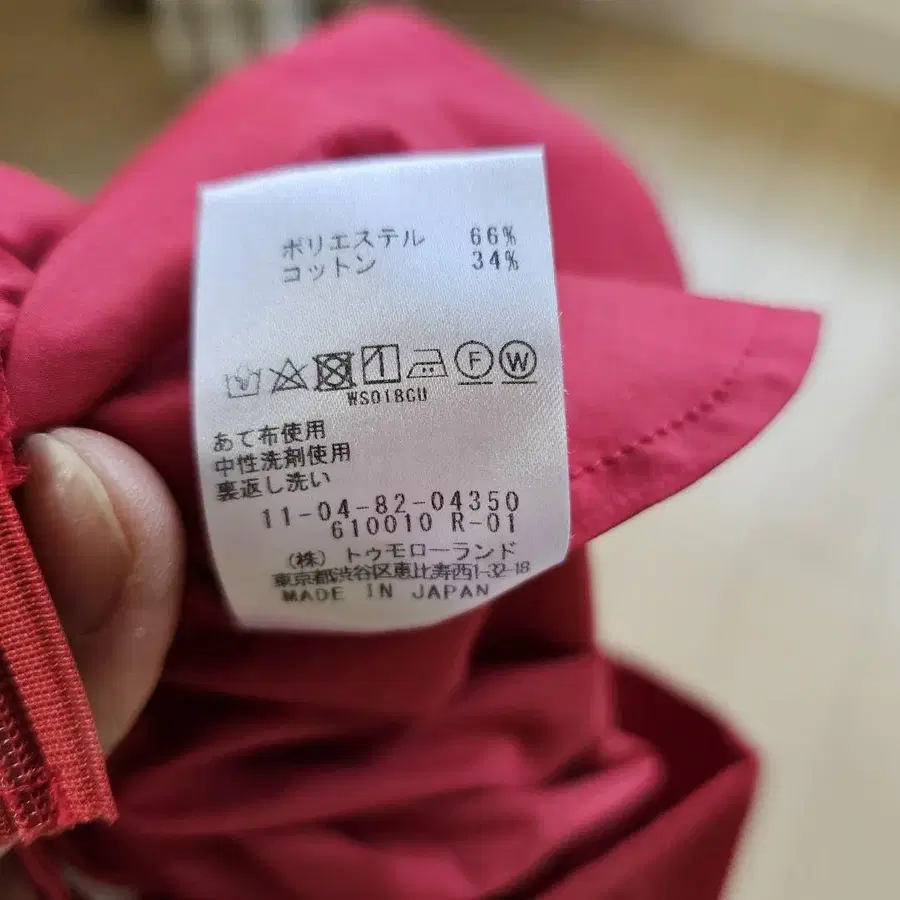 ポリエステル 66%
コットン 34%
F W
WS018CU
あて布使用
中性洗剤使用
裏返し洗い
11-04-82-04350
610010 R-01
(株) トゥモローランド
東京都渋谷区恵比寿西1-32-18
MADE IN JAPAN